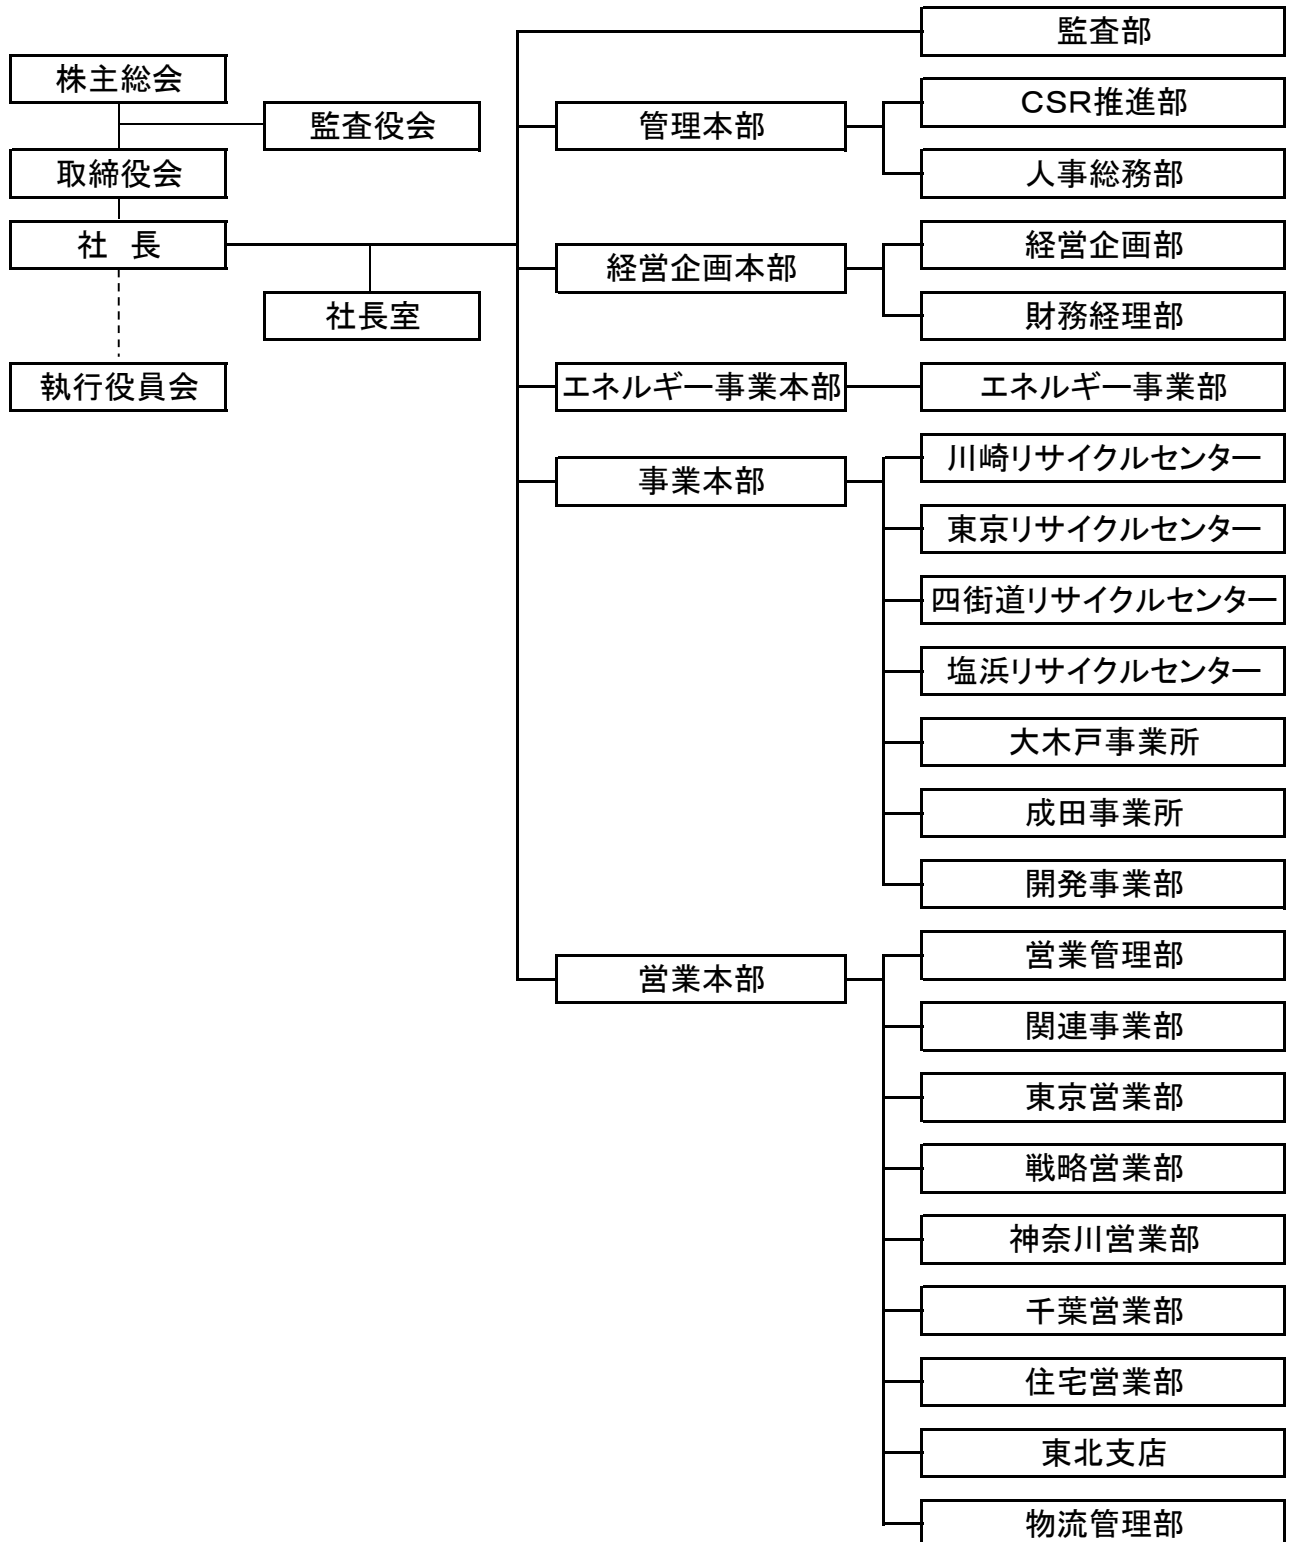 株主総会
監査役会
取締役会
社　長
社長室
執行役員会
監査部
管理本部
CSR推進部
人事総務部
経営企画本部
経営企画部
財務経理部
エネルギー事業本部
エネルギー事業部
事業本部
川崎リサイクルセンター
東京リサイクルセンター
四街道リサイクルセンター
塩浜リサイクルセンター
大木戸事業所
成田事業所
開発事業部
営業本部
営業管理部
関連事業部
東京営業部
戦略営業部
神奈川営業部
千葉営業部
住宅営業部
東北支店
物流管理部